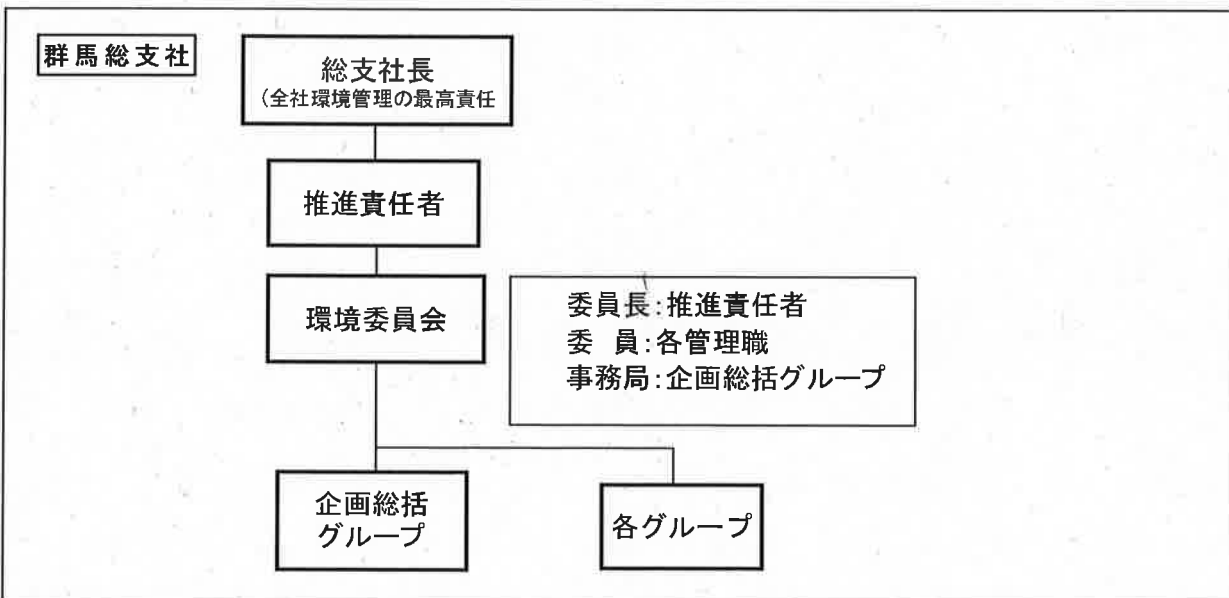 群馬総支社
総支社長
(全社環境管理の最高責任
推進責任者
環境委員会
委員長:推進責任者
委　員:各管理職
事務局:企画総括グループ
企画総括
グループ
各グループ